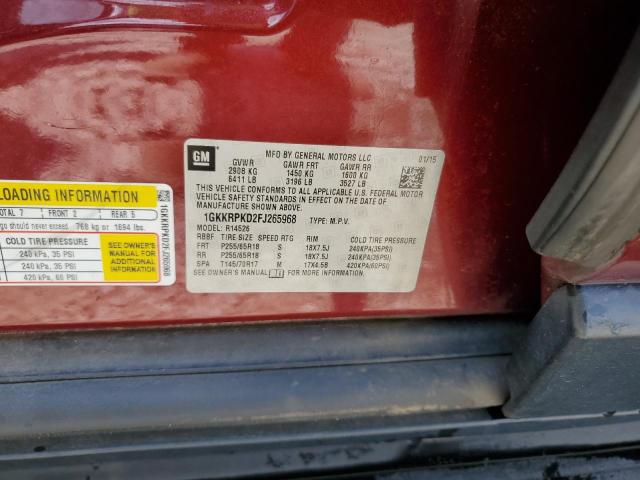 GM
MFD BY GENERAL MOTORS LLC
01/15
GVWR GAWR FRT GAWR RR
2908 KG 1450 KG 1600 KG
6411 LB 3196 LB 3527 LB
THIS VEHICLE CONFORMS TO ALL APPLICABLE U.S. FEDERAL MOTOR
VEHICLE SAFETY STANDARDS IN EFFECT ON THE DATE OF
MANUFACTURE SHOWN ABOVE.
1GKKRPKD2FJ265968 TYPE: M.P.V.
MODEL: R14526
RBBF TIRE SIZE SPEED RTG RIM COLD TIRE PRESSURE
FRT P255/65R18 S 18X7.5J 240KPA(35PSI)
RR P255/65R18 S 18X7.5J 240KPA(35PSI)
SPA T145/70R17 M 17X4.5B 420KPA(60PSI)
SEE OWNER'S MANUAL
LOADING INFORMATION
TOTAL 7 FRONT 2 REAR 5
exceed 768 kg or 1694 lbs.
COLD TIRE PRESSURE
240 kPa, 35 PSI
240 kPa, 35 PSI
420 kPa, 60 PSI
SEE OWNER'S
MANUAL FOR
ADDITIONAL
INFORMATION
1GKKRPKD2FJ265968